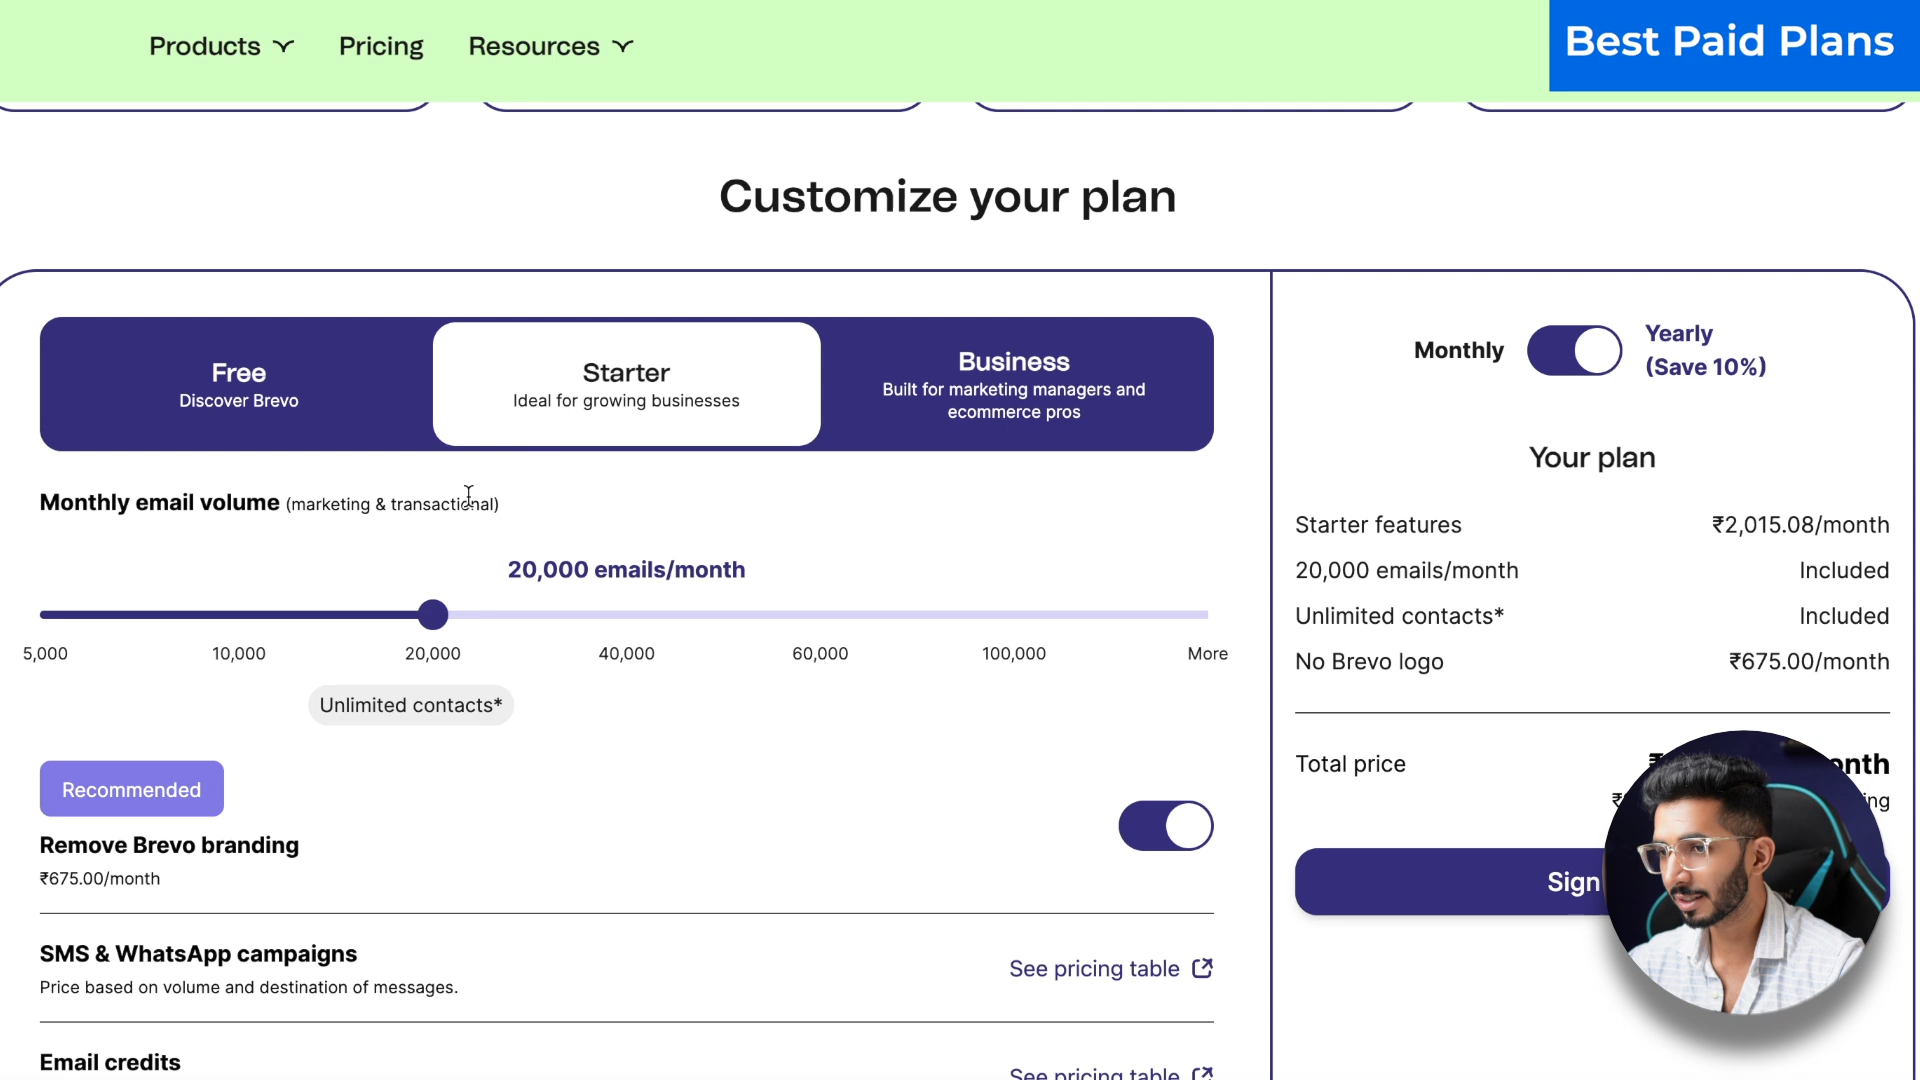 Products
Pricing
Resources
Best Paid Plans
Customize your plan
Free
Discover Brevo
Starter
Ideal for growing businesses
Business
Built for marketing managers and
ecommerce pros
Monthly email volume (marketing & transactional)
20,000 emails/month
5,000
10,000
20,000
40,000
60,000
100,000
More
Unlimited contacts*
Recommended
Remove Brevo branding
₹675.00/month
SMS & WhatsApp campaigns
Price based on volume and destination of messages.
See pricing table
Email credits
See pricing table
Monthly
Yearly
(Save 10%)
Your plan
Starter features ₹2,015.08/month
20,000 emails/month Included
Unlimited contacts* Included
No Brevo logo ₹675.00/month
Total price
Sign